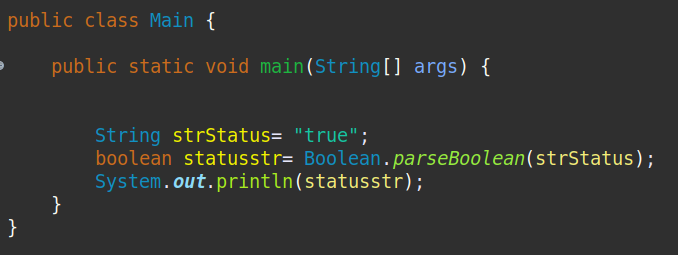 public class Main {
public static void main(String[] args) {
String strStatus= "true";
boolean statusstr= Boolean.parseBoolean(strStatus);
System.out.println(statusstr);
}
}